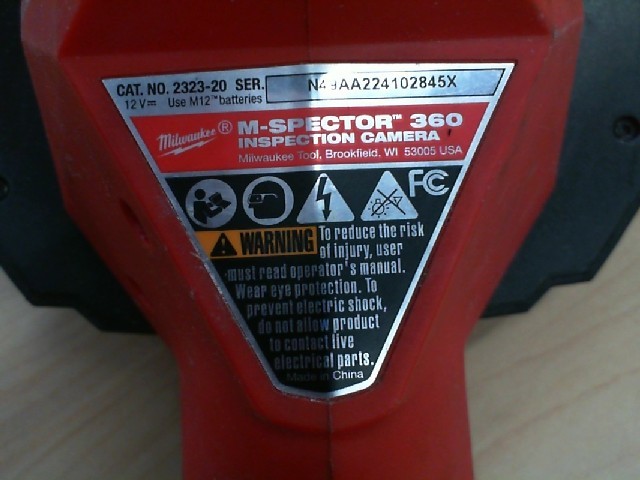 CAT. NO. 2323-20 SER. N49AA224102845X
12 V⎓ Use M12™ batteries
Milwaukee ® M-SPECTOR™ 360
INSPECTION CAMERA
Milwaukee Tool, Brookfield, WI 53005 USA
FC
WARNING To reduce the risk
of injury, user
must read operator's manual.
Wear eye protection. To
prevent electric shock,
do not allow product
to contact live
electrical parts.
Made in China